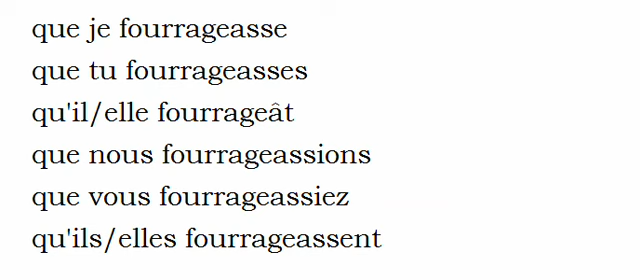 que je fourrageasse
que tu fourrageasses
qu'il/elle fourrageât
que nous fourrageassions
que vous fourrageassiez
qu'ils/elles fourrageassent